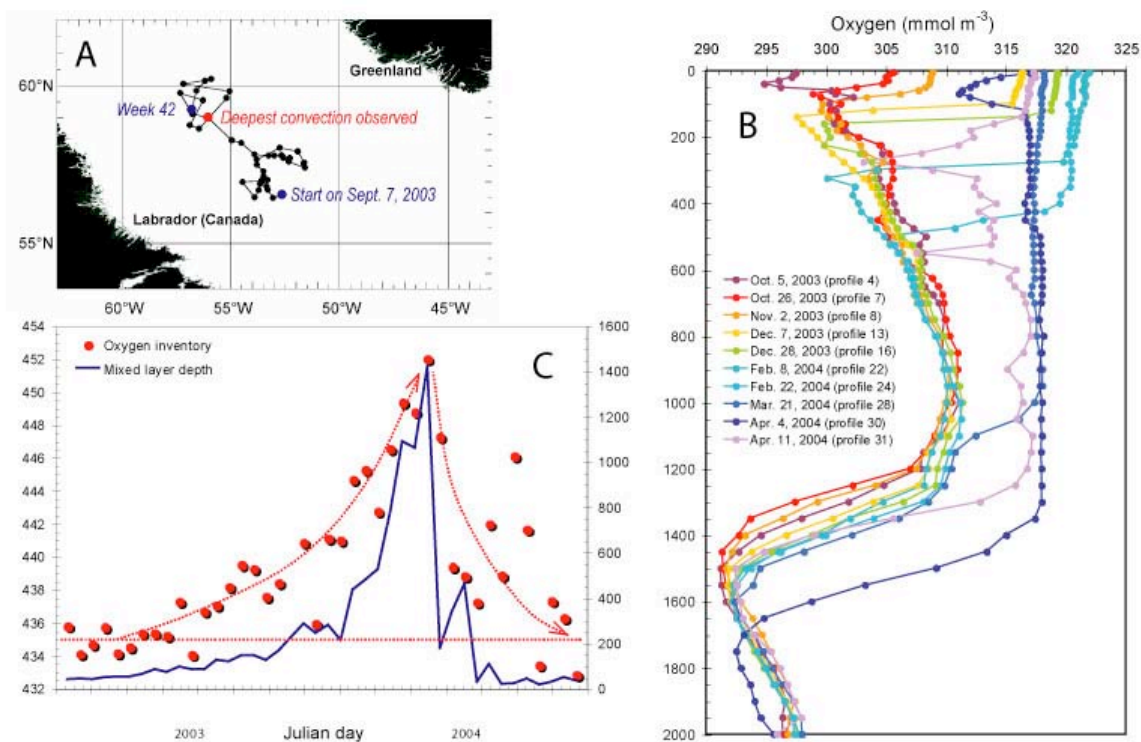 A
60°N
55°N
60°W
55°W
50°W
45°W
Greenland
Week 42
Deepest convection observed
Start on Sept. 7, 2003
Labrador (Canada)
Oxygen (mmol m-3)
290 295 300 305 310 315 320 325
0
200
400
600
800
1000
1200
1400
1600
1800
2000
B
Oct. 5, 2003 (profile 4)
Oct. 26, 2003 (profile 7)
Nov. 2, 2003 (profile 8)
Dec. 7, 2003 (profile 13)
Dec. 28, 2003 (profile 16)
Feb. 8, 2004 (profile 22)
Feb. 22, 2004 (profile 24)
Mar. 21, 2004 (profile 28)
Apr. 4, 2004 (profile 30)
Apr. 11, 2004 (profile 31)
454
452
450
448
446
444
442
440
438
436
434
432
Oxygen inventory
Mixed layer depth
C
1600
1400
1200
1000
800
600
400
200
0
2003 Julian day 2004